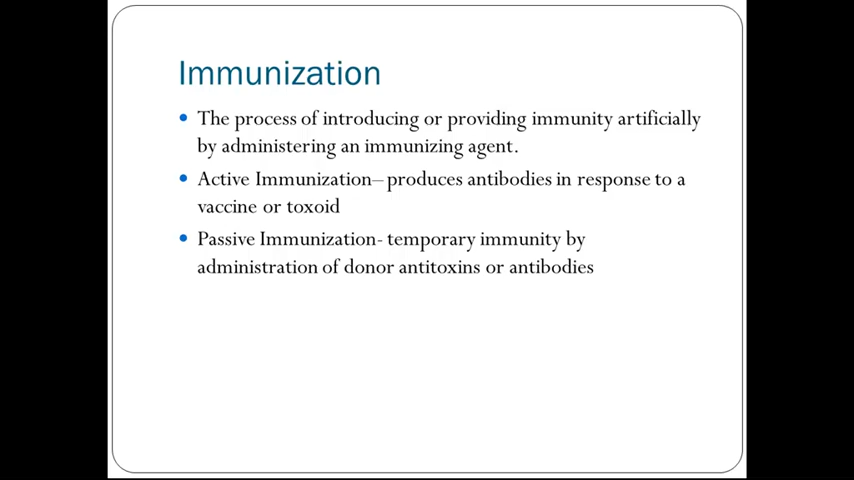 Immunization
• The process of introducing or providing immunity artificially
by administering an immunizing agent.
• Active Immunization– produces antibodies in response to a
vaccine or toxoid
• Passive Immunization- temporary immunity by
administration of donor antitoxins or antibodies